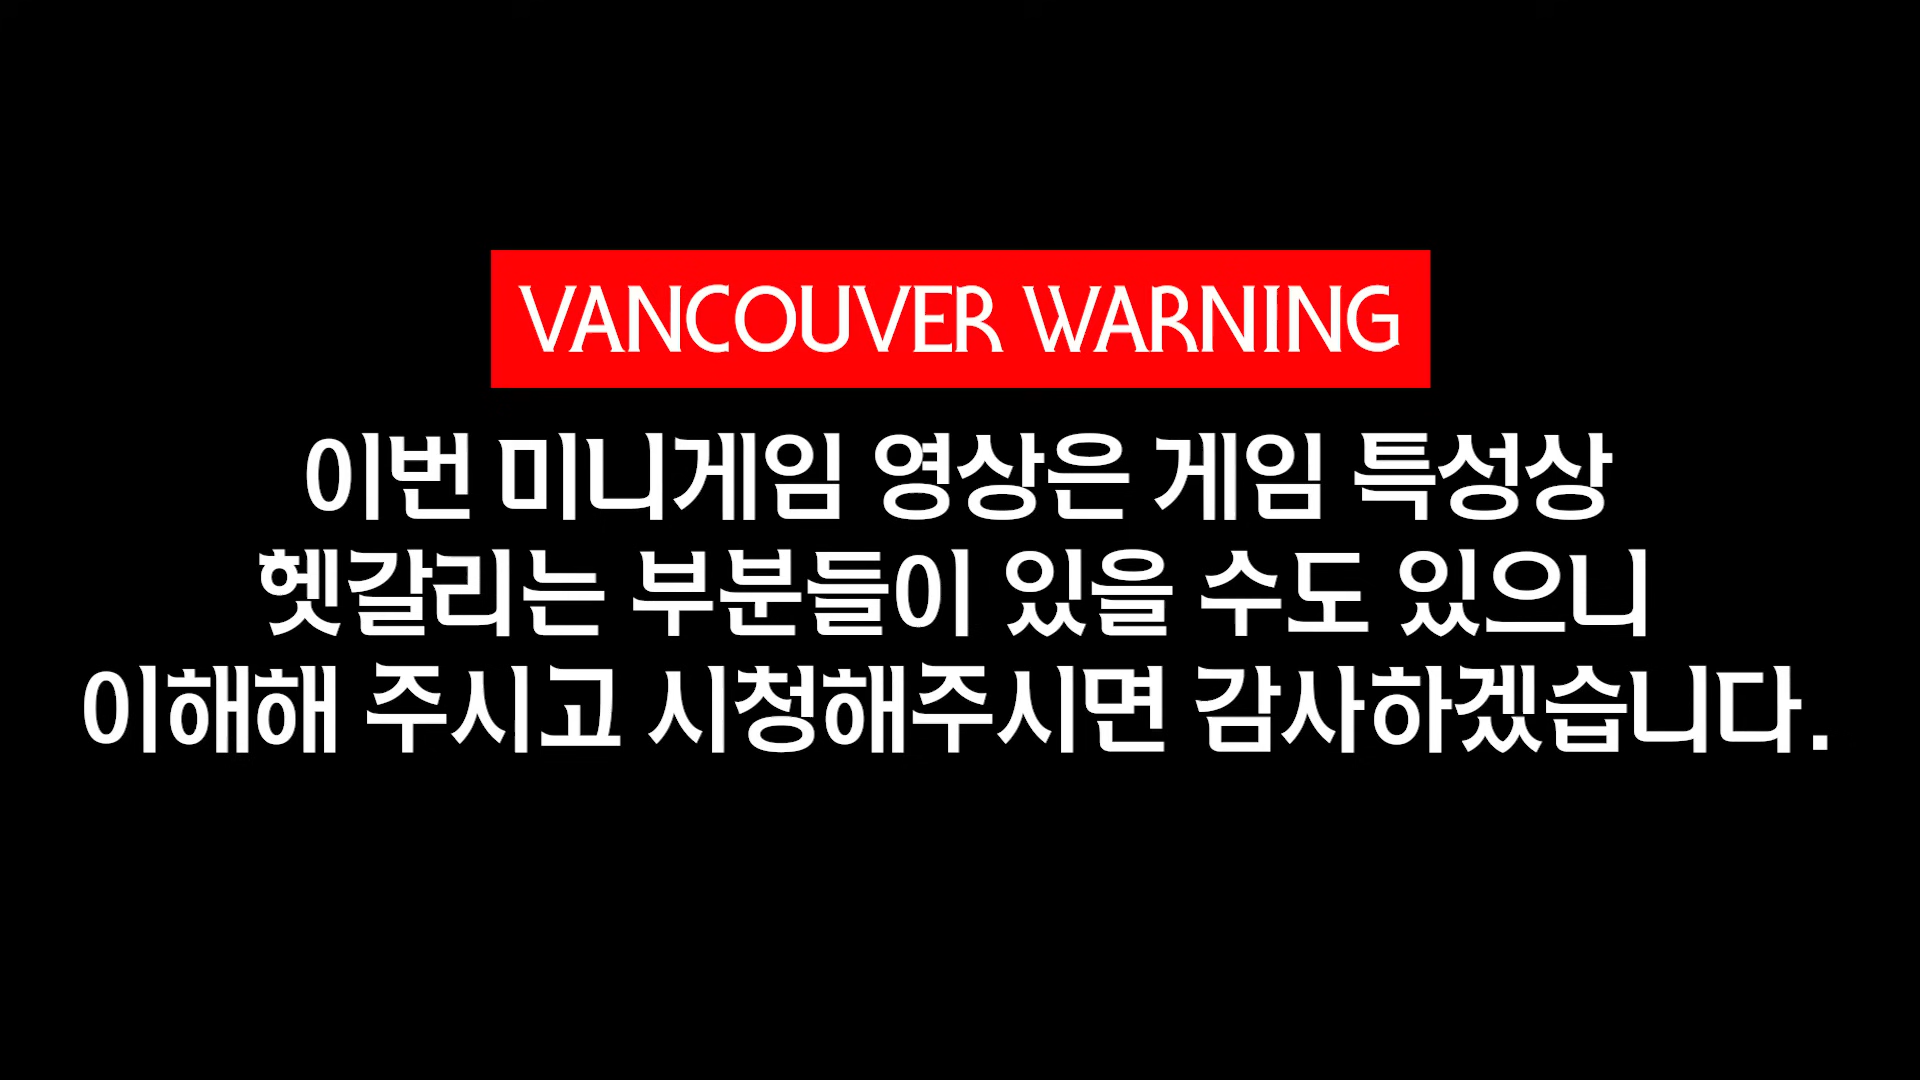 VANCOUVER WARNING
이번 미니게임 영상은 게임 특성상
헷갈리는 부분들이 있을 수도 있으니
이해해 주시고 시청해주시면 감사하겠습니다.